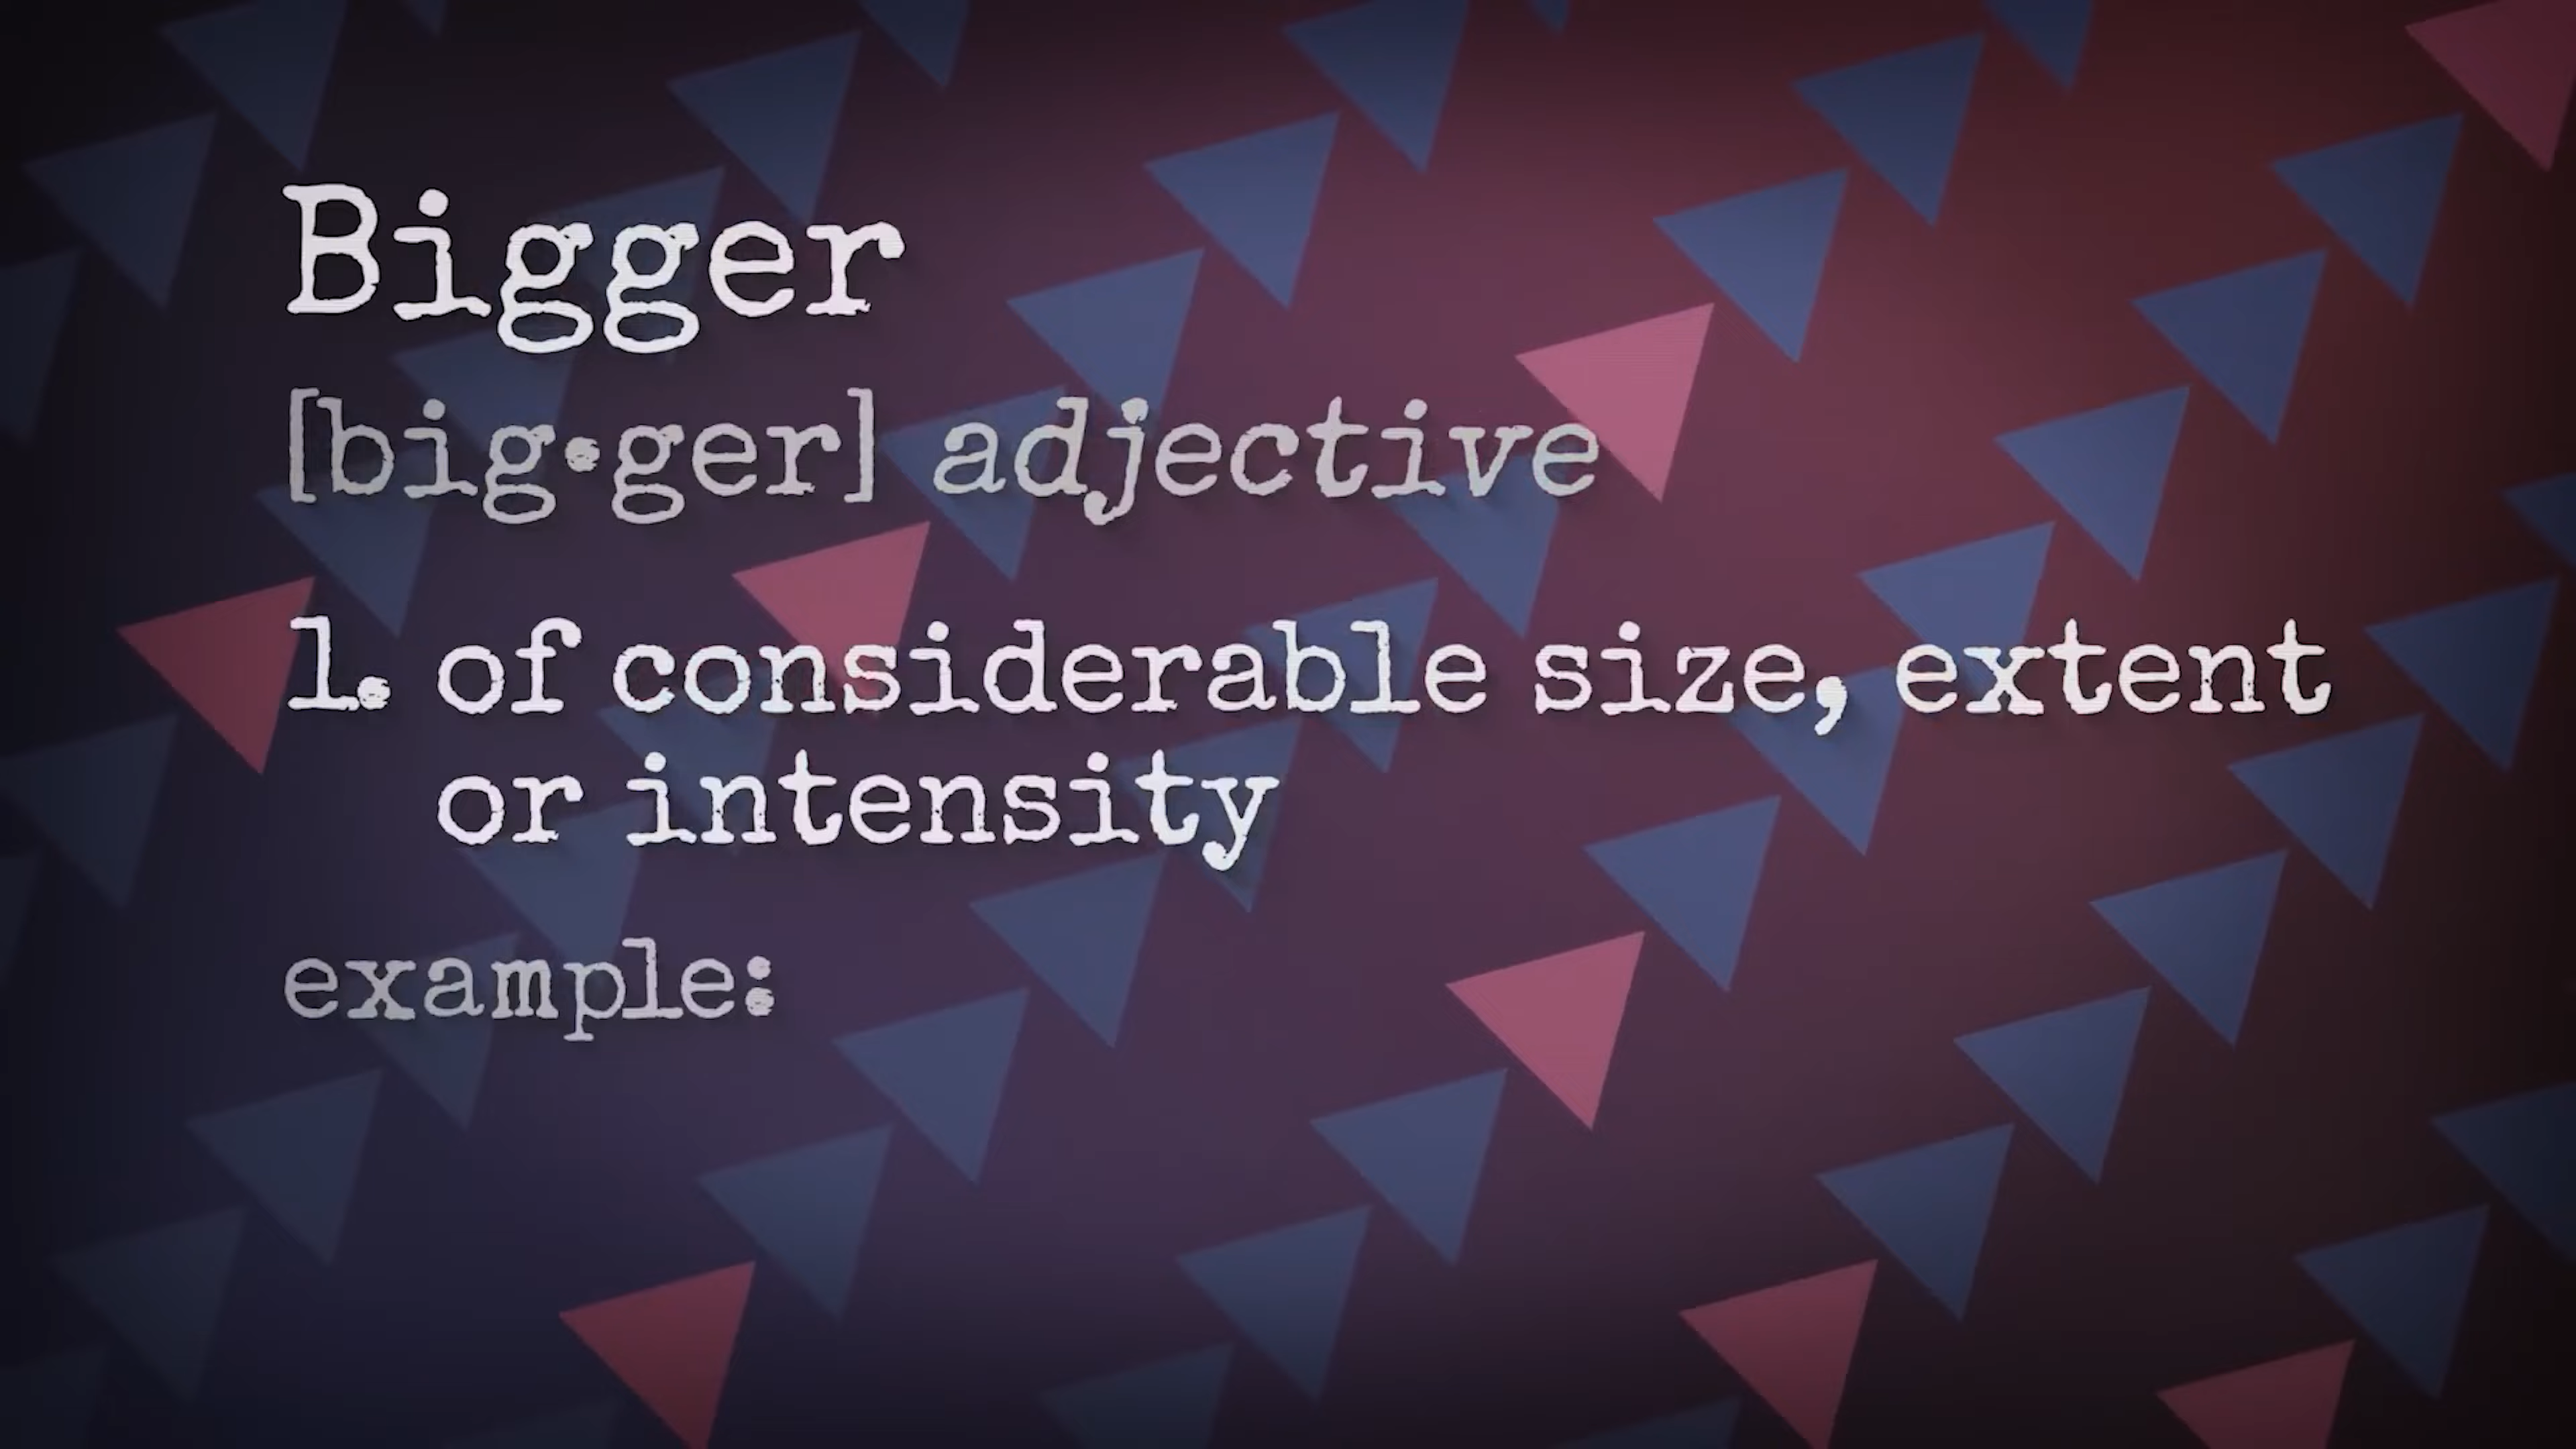 Bigger
[big•ger] adjective
1. of considerable size, extent
or intensity
example: